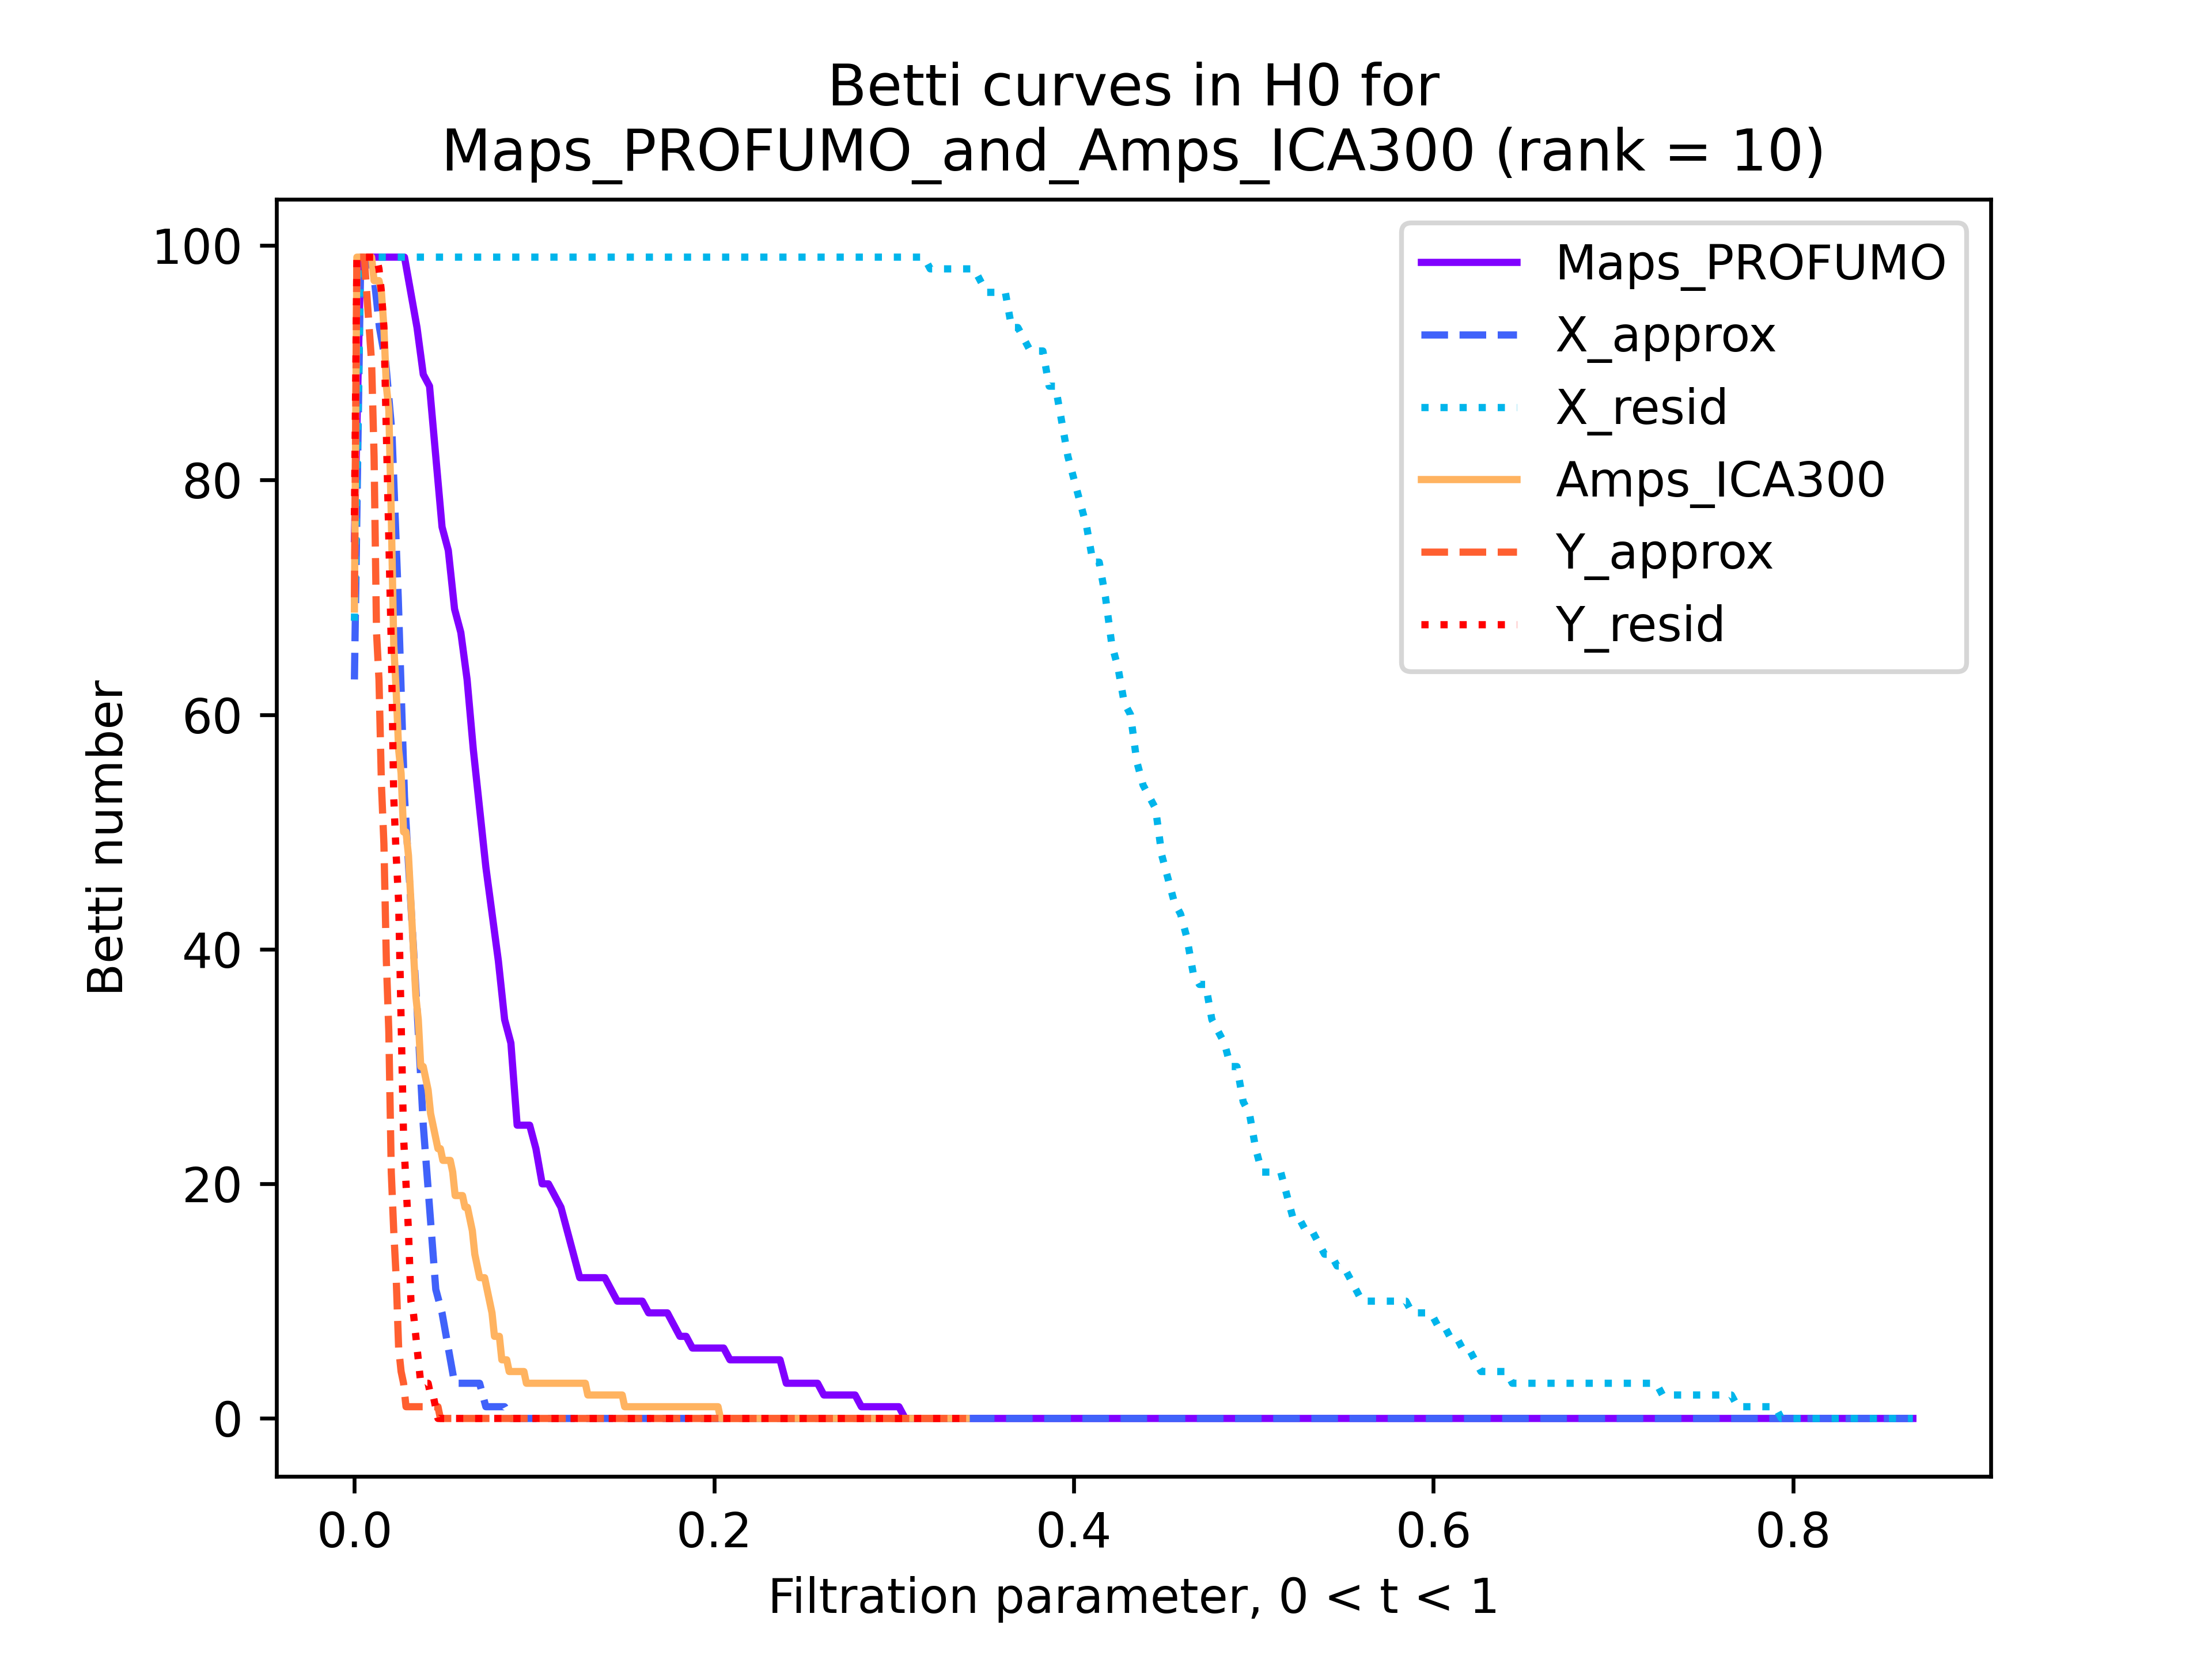 Betti curves in H0 for
Maps_PROFUMO_and_Amps_ICA300 (rank = 10)
Betti number
100
80
60
40
20
0
Maps_PROFUMO
X_approx
X_resid
Amps_ICA300
Y_approx
Y_resid
0.0 0.2 0.4 0.6 0.8
Filtration parameter, 0 < t < 1